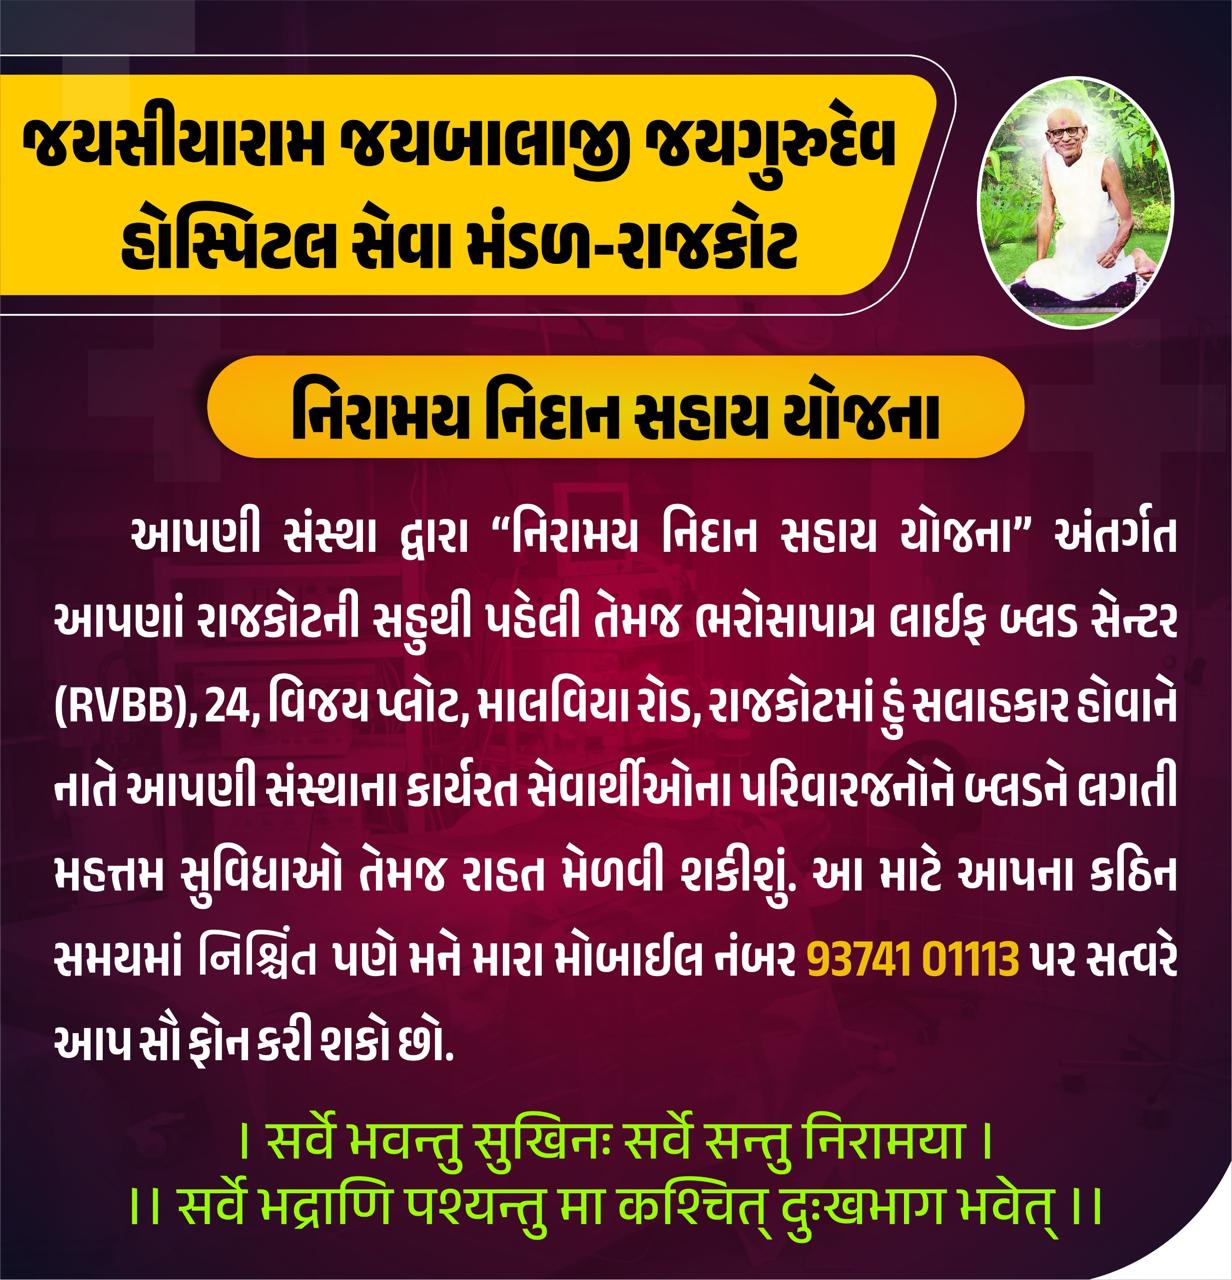 જયસીયારામ જયબાલાજી જયગુરુદેવ
હોસ્પિટલ સેવા મંડળ-રાજકોટ
નિરામય નિદાન સહાય યોજના
આપણી સંસ્થા દ્વારા “નિરામય નિદાન સહાય યોજના” અંતર્ગત
આપણાં રાજકોટની સહુથી પહેલી તેમજ ભરોસાપાત્ર લાઈફ બ્લડ સેન્ટર
(RVBB), 24, વિજય પ્લોટ, માલવિયા રોડ, રાજકોટમાં હું સલાહકાર હોવાને
નાતે આપણી સંસ્થાના કાર્યરત સેવાર્થીઓના પરિવારજનોને બ્લડને લગતી
મહત્તમ સુવિધાઓ તેમજ રાહત મેળવી શકીશું. આ માટે આપના કઠિન
સમયમાં નિશ્ચિંત પણે મને મારા મોબાઈલ નંબર 93741 01113 પર સત્વરે
આપ સૌ ફોન કરી શકો છો.
। सर्वे भवन्तु सुखिनः सर्वे सन्तु निरामया ।
।। सर्वे भद्राणि पश्यन्तु मा कश्चित् दुःखभाग भवेत् ।।